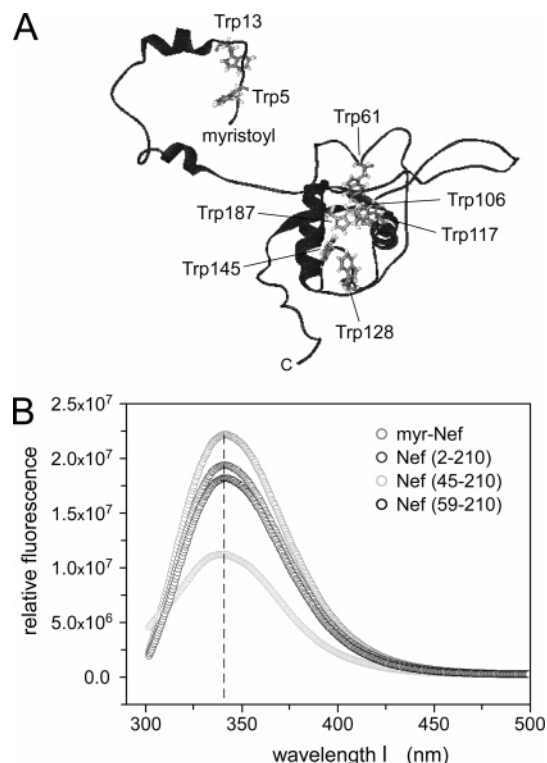 A
Trp13
Trp5
myristoyl
Trp61
Trp187
Trp106
Trp117
Trp145
Trp128
C
B
2.5x10⁷
2.0x10⁷
1.5x10⁷
1.0x10⁷
5.0x10⁶
0.0
relative fluorescence
myr-Nef
Nef (2-210)
Nef (45-210)
Nef (59-210)
300 350 400 450 500
wavelength l (nm)